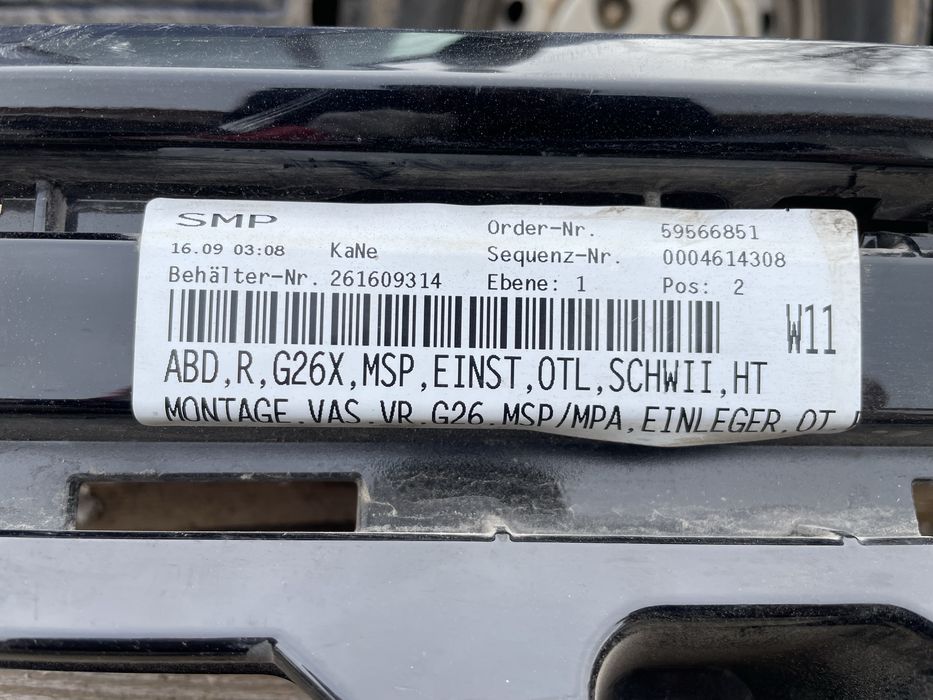 SMP
Order-Nr. 59566851
16.09 03:08 KaNe Sequenz-Nr. 0004614308
Behälter-Nr. 261609314 Ebene: 1 Pos: 2
W11
ABD,R,G26X,MSP,EINST,OTL,SCHWII,HT
MONTAGE,VAS,VR,G26,MSP/MPA,EINLEGER,OT